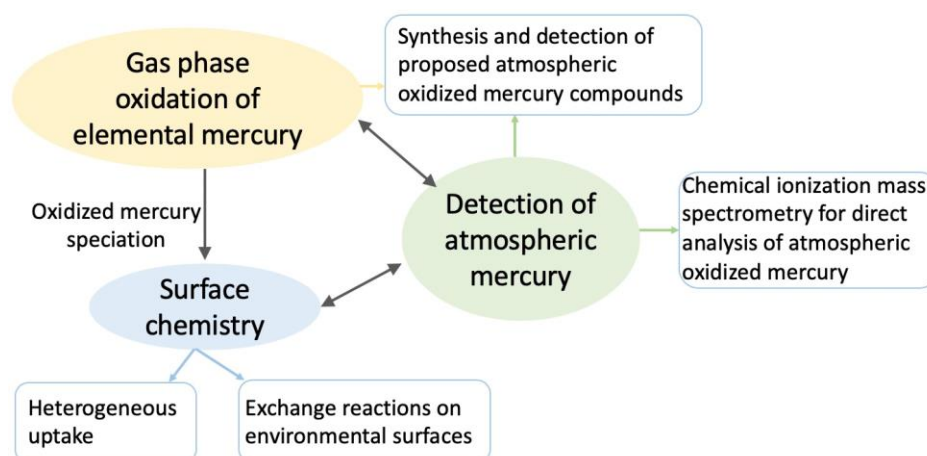 Gas phase
oxidation of
elemental mercury
Synthesis and detection of
proposed atmospheric
oxidized mercury compounds
Oxidized mercury
speciation
Detection of
atmospheric
mercury
Chemical ionization mass
spectrometry for direct
analysis of atmospheric
oxidized mercury
Surface
chemistry
Heterogeneous
uptake
Exchange reactions on
environmental surfaces